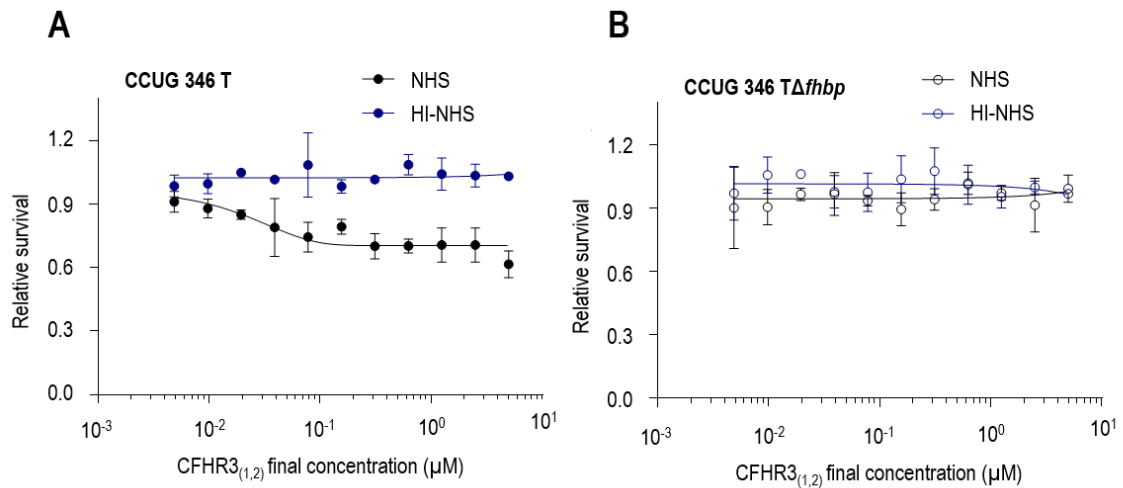 A
CCUG 346 T
NHS
HI-NHS
Relative survival
1.2
0.9
0.6
0.3
0.0
10⁻³
10⁻²
10⁻¹
10⁰
10¹
CFHR3₍₁,₂₎ final concentration (µM)
B
CCUG 346 TΔfhbp
NHS
HI-NHS
Relative survival
1.2
0.9
0.6
0.3
0.0
10⁻³
10⁻²
10⁻¹
10⁰
10¹
CFHR3₍₁,₂₎ final concentration (µM)